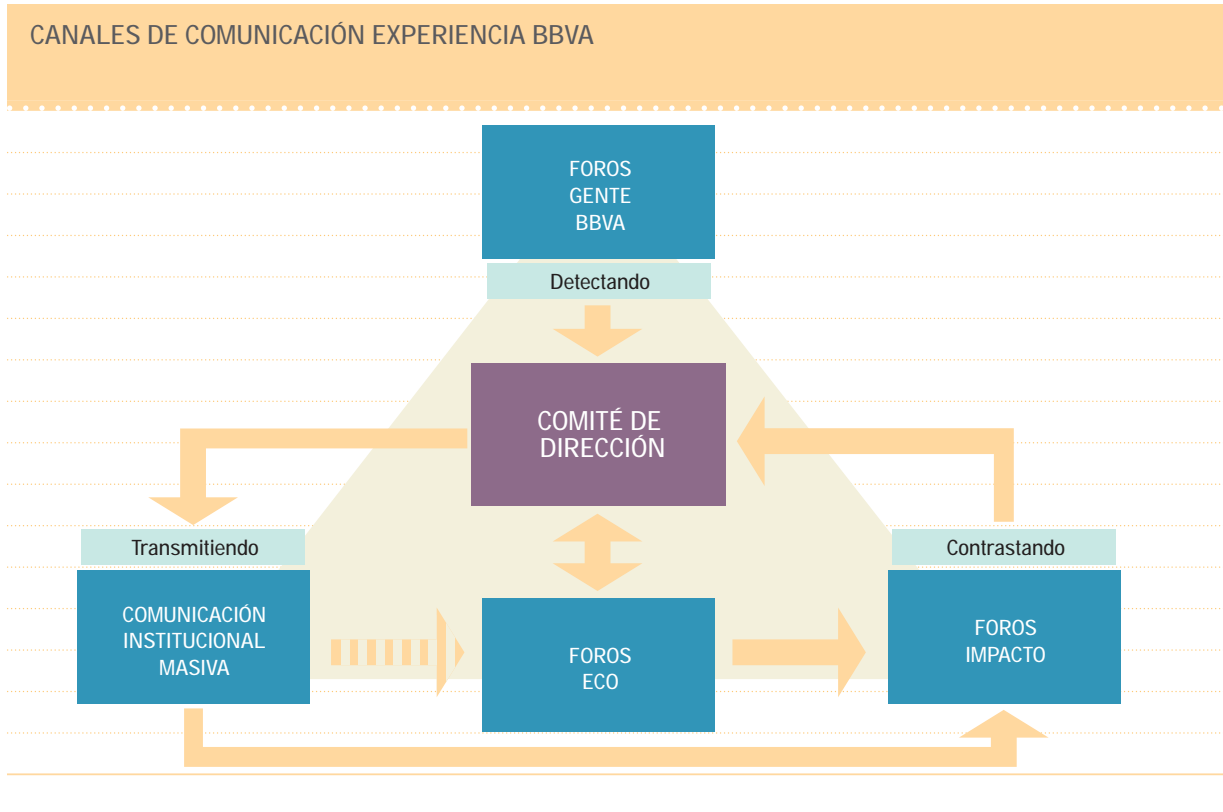 CANALES DE COMUNICACIÓN EXPERIENCIA BBVA
FOROS
GENTE
BBVA
Detectando
COMITÉ DE
DIRECCIÓN
Transmitiendo
Contrastando
COMUNICACIÓN
INSTITUCIONAL
MASIVA
FOROS
ECO
FOROS
IMPACTO